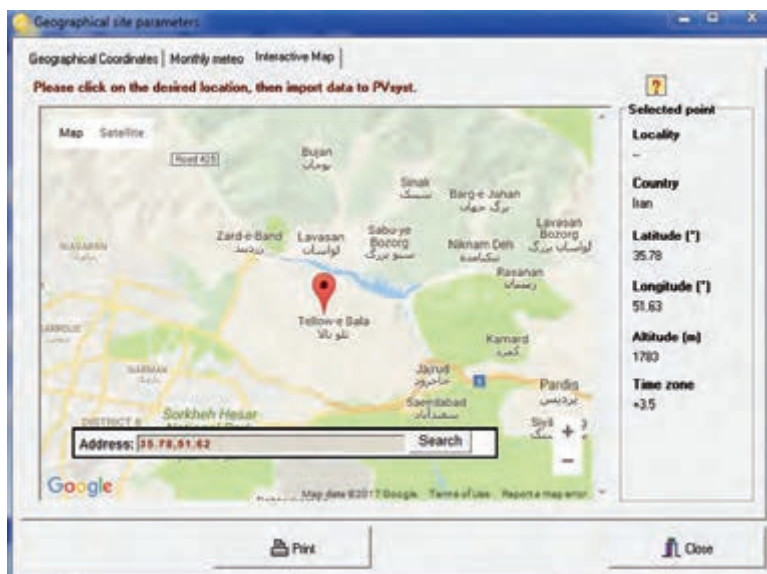 Geographical site parameters
Geographical Coordinates | Monthly meteo | Interactive Map
Please click on the desired location, then import data to PVsyst.
?
Map Satellite
Road 425
Bujan
بوجان
Sinak
سینک
Barg-e Jahan
برگ جهان
Zard-e-Band
زردبند
Lavasan
لواسان
Sabu-ye
Bozorg
سبو بزرگ
Niknam Deh
نیکنامده
Lavasan
Bozorg
لواسان بزرگ
Rasanan
رسنان
Tellow-e Bala
تلو بالا
Kamard
کمرد
Jajrud
جاجرود
Pardis
پردیس
Saeidabad
سعیدآباد
DISTRICT 8
Sorkheh Hesar
Address: 35.78,51.62
Search
+
−
Google
Map data ©2017 Google Terms of Use Report a map error
Selected point
Locality
--
Country
Iran
Latitude (°)
35.78
Longitude (°)
51.63
Altitude (m)
1783
Time zone
+3.5
Print
Close